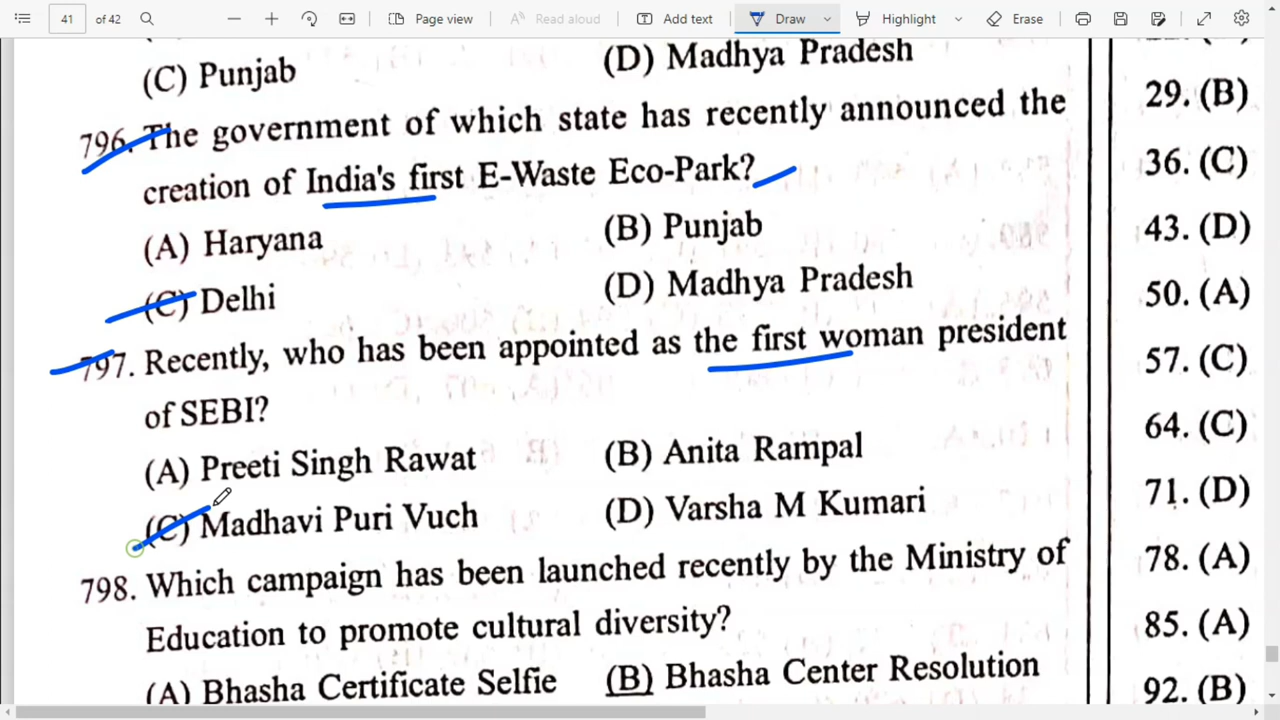 41 of 42 Page view Read aloud Add text Draw Highlight Erase
(C) Punjab (D) Madhya Pradesh
796. The government of which state has recently announced the
creation of India's first E-Waste Eco-Park?
(A) Haryana (B) Punjab
(C) Delhi (D) Madhya Pradesh
797. Recently, who has been appointed as the first woman president
of SEBI?
(A) Preeti Singh Rawat (B) Anita Rampal
(C) Madhavi Puri Vuch (D) Varsha M Kumari
798. Which campaign has been launched recently by the Ministry of
Education to promote cultural diversity?
(A) Bhasha Certificate Selfie (B) Bhasha Center Resolution
29. (B)
36. (C)
43. (D)
50. (A)
57. (C)
64. (C)
71. (D)
78. (A)
85. (A)
92. (B)